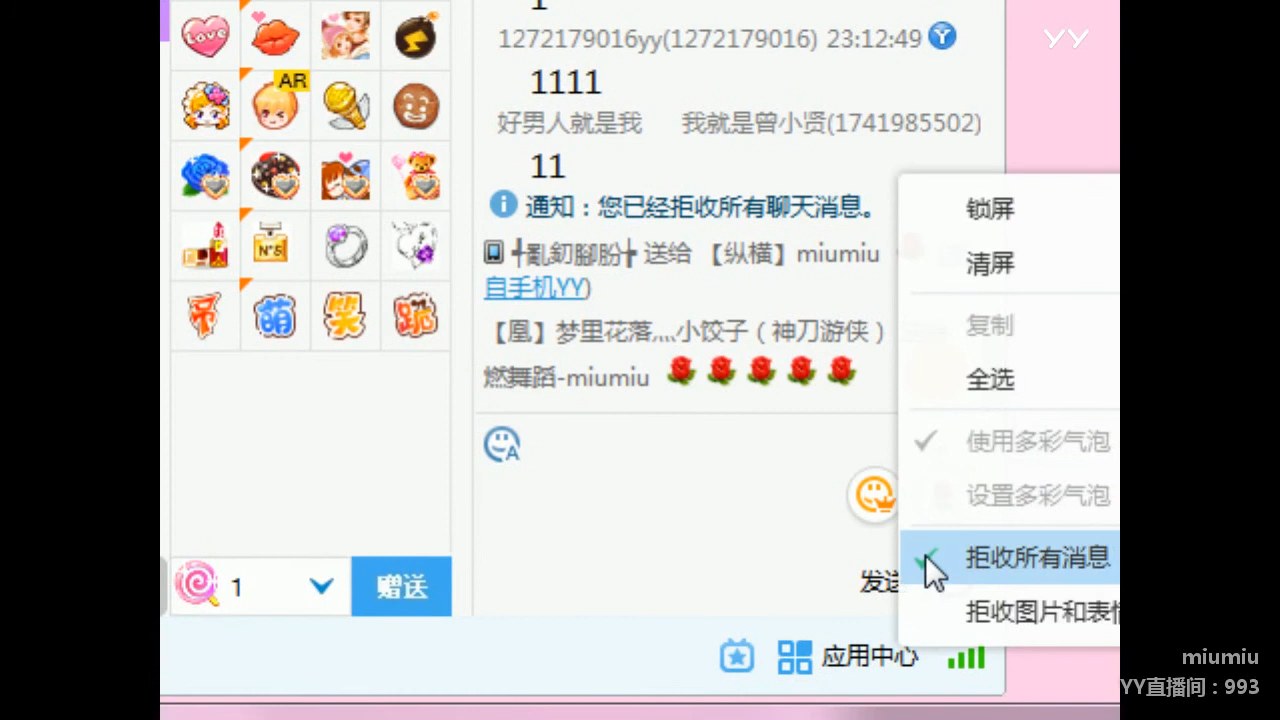 1
1272179016yy(1272179016) 23:12:49
YY
1111
好男人就是我 我就是曾小贤(1741985502)
11
通知：您已经拒收所有聊天消息。
送给 【纵横】miumiu
自手机YY)
【凰】梦里花落灬小饺子（神刀游侠）
燃舞蹈-miumiu
Love
AR
N°5
吊 萌 笑 跪
1 赠送
发送
锁屏
清屏
复制
全选
使用多彩气泡
设置多彩气泡
拒收所有消息
拒收图片和表情
应用中心
miumiu
YY直播间：993